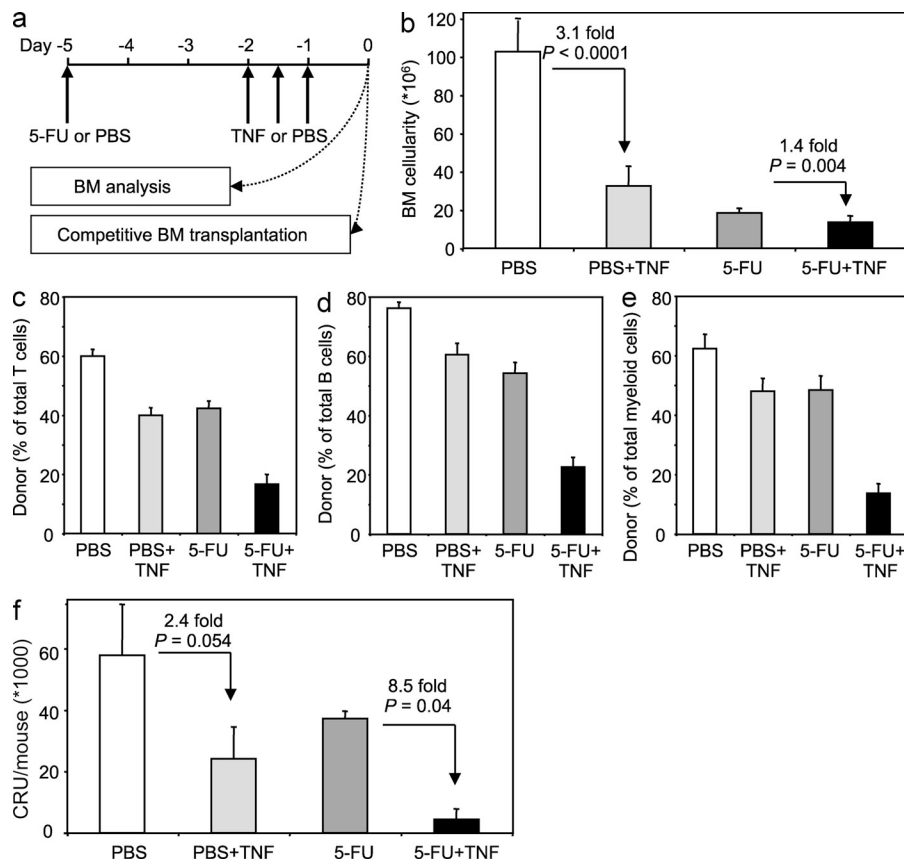 a
Day -5 -4 -3 -2 -1 0
5-FU or PBS TNF or PBS
BM analysis
Competitive BM transplantation
b
BM cellularity (*10⁶)
120
100
80
60
40
20
0
3.1 fold
P < 0.0001
1.4 fold
P = 0.004
PBS PBS+TNF 5-FU 5-FU+TNF
c
Donor (% of total T cells)
80
60
40
20
0
PBS PBS+ 5-FU 5-FU+
TNF TNF
d
Donor (% of total B cells)
80
60
40
20
0
PBS PBS+ 5-FU 5-FU+
TNF TNF
e
Donor (% of total myeloid cells)
80
60
40
20
0
PBS PBS+ 5-FU 5-FU+
TNF TNF
f
CRU/mouse (*1000)
60
40
20
0
2.4 fold
P = 0.054
8.5 fold
P = 0.04
PBS PBS+TNF 5-FU 5-FU+TNF